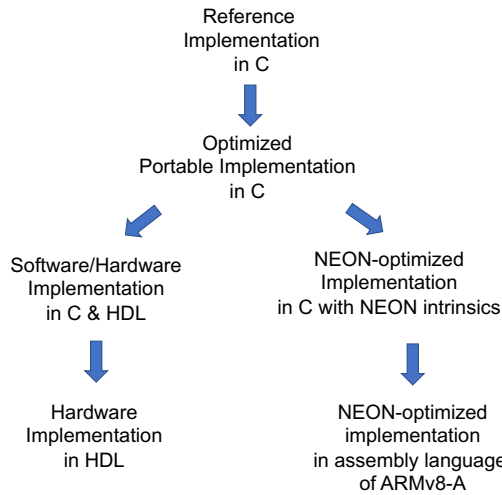 Reference
Implementation
in C
Optimized
Portable Implementation
in C
Software/Hardware
Implementation
in C & HDL
NEON-optimized
Implementation
in C with NEON intrinsics
Hardware
Implementation
in HDL
NEON-optimized
implementation
in assembly language
of ARMv8-A